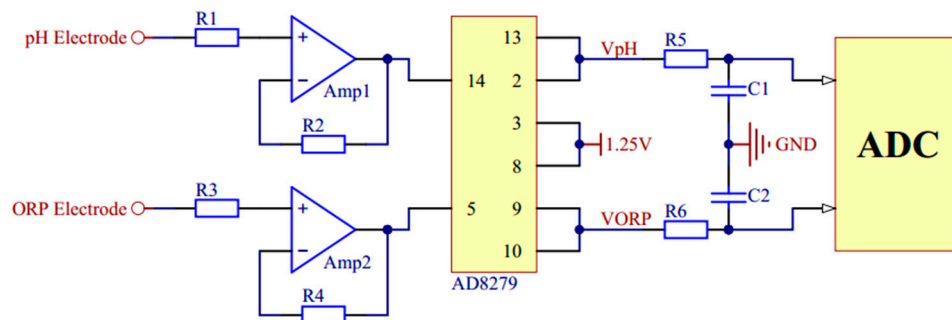 R1
pH Electrode
+
−
Amp1
R2
13
VpH
R5
14
2
C1
3
1.25V
GND
ADC
8
R3
ORP Electrode
+
−
Amp2
R4
5
9
VORP
R6
C2
10
AD8279